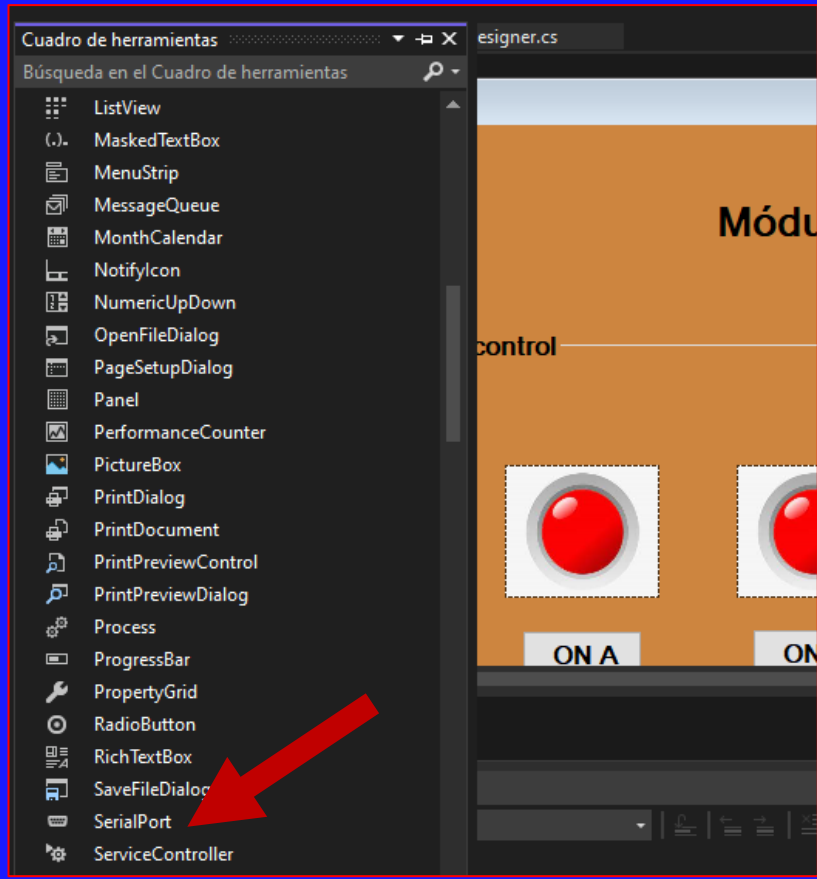 Cuadro de herramientas
esigner.cs
Búsqueda en el Cuadro de herramientas
ListView
MaskedTextBox
MenuStrip
MessageQueue
MonthCalendar
NotifyIcon
NumericUpDown
OpenFileDialog
PageSetupDialog
Panel
PerformanceCounter
PictureBox
PrintDialog
PrintDocument
PrintPreviewControl
PrintPreviewDialog
Process
ProgressBar
PropertyGrid
RadioButton
RichTextBox
SaveFileDialog
SerialPort
ServiceController
Módu
control
ON A
ON